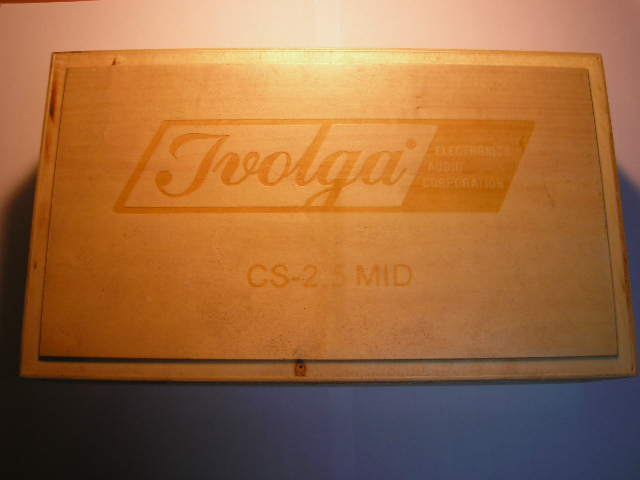 Ivolga
ELECTRONICS
AUDIO
CORPORATION
CS-2.5 MID